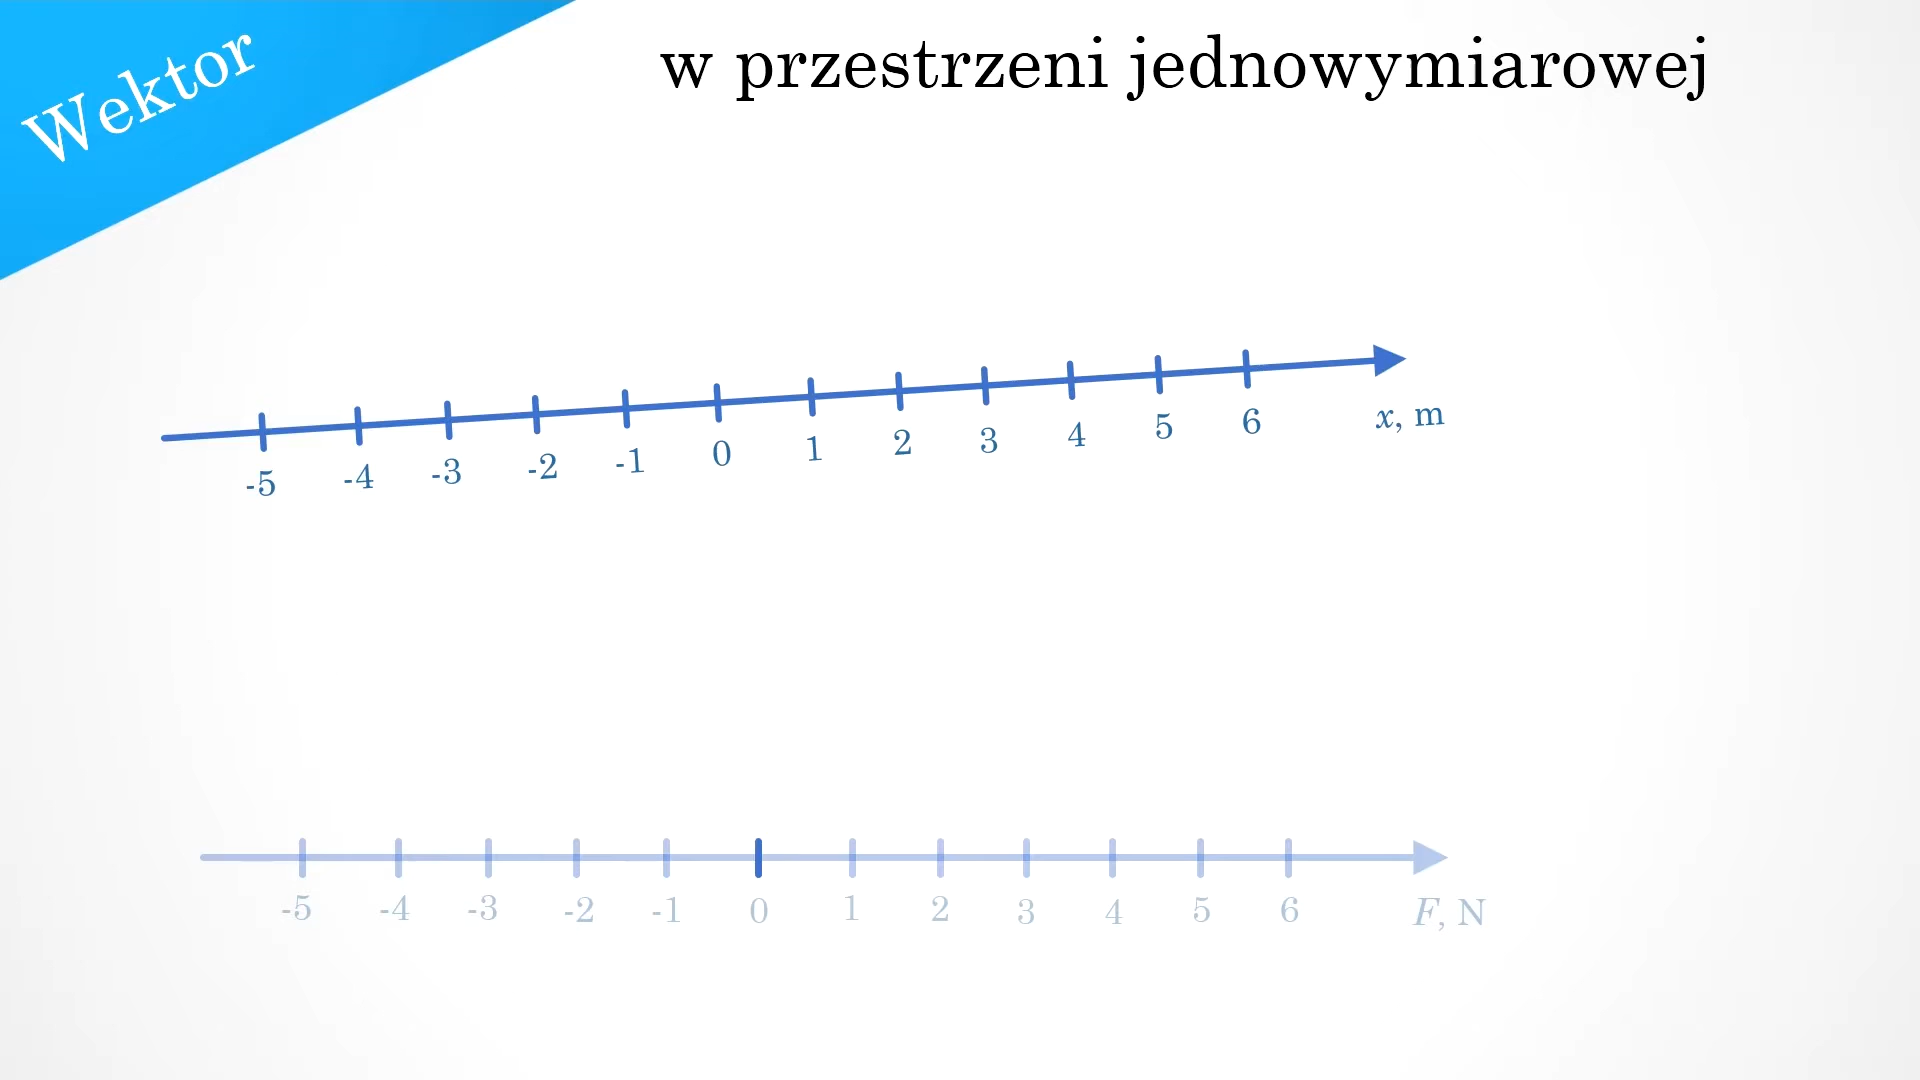 Wektor
w przestrzeni jednowymiarowej
-5 -4 -3 -2 -1 0 1 2 3 4 5 6 x, m
-5 -4 -3 -2 -1 0 1 2 3 4 5 6 F, N